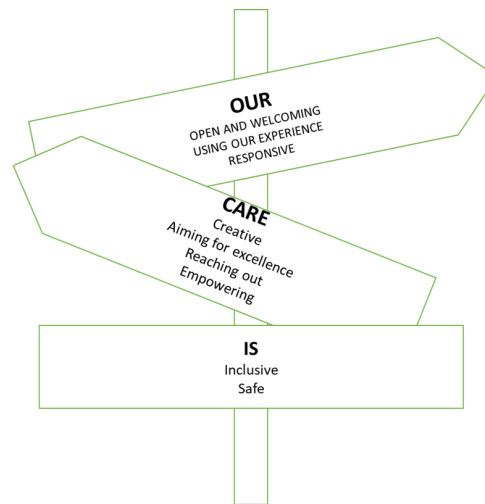 OUR
OPEN AND WELCOMING
USING OUR EXPERIENCE
RESPONSIVE
CARE
Creative
Aiming for excellence
Reaching out
Empowering
IS
Inclusive
Safe